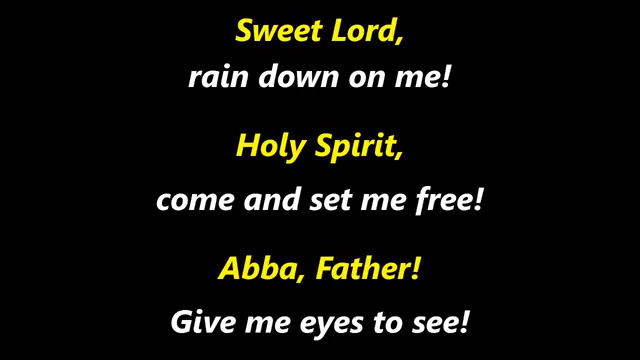 Sweet Lord,
rain down on me!
Holy Spirit,
come and set me free!
Abba, Father!
Give me eyes to see!